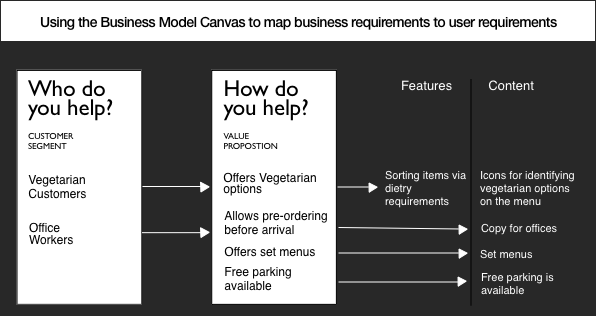 Using the Business Model Canvas to map business requirements to user requirements
Who do
you help?
CUSTOMER
SEGMENT
Vegetarian
Customers
Office
Workers
How do
you help?
VALUE
PROPOSTION
Offers Vegetarian
options
Allows pre-ordering
before arrival
Offers set menus
Free parking
available
Features
Sorting items via
dietry
requirements
Content
Icons for identifying
vegetarian options
on the menu
Copy for offices
Set menus
Free parking is
available